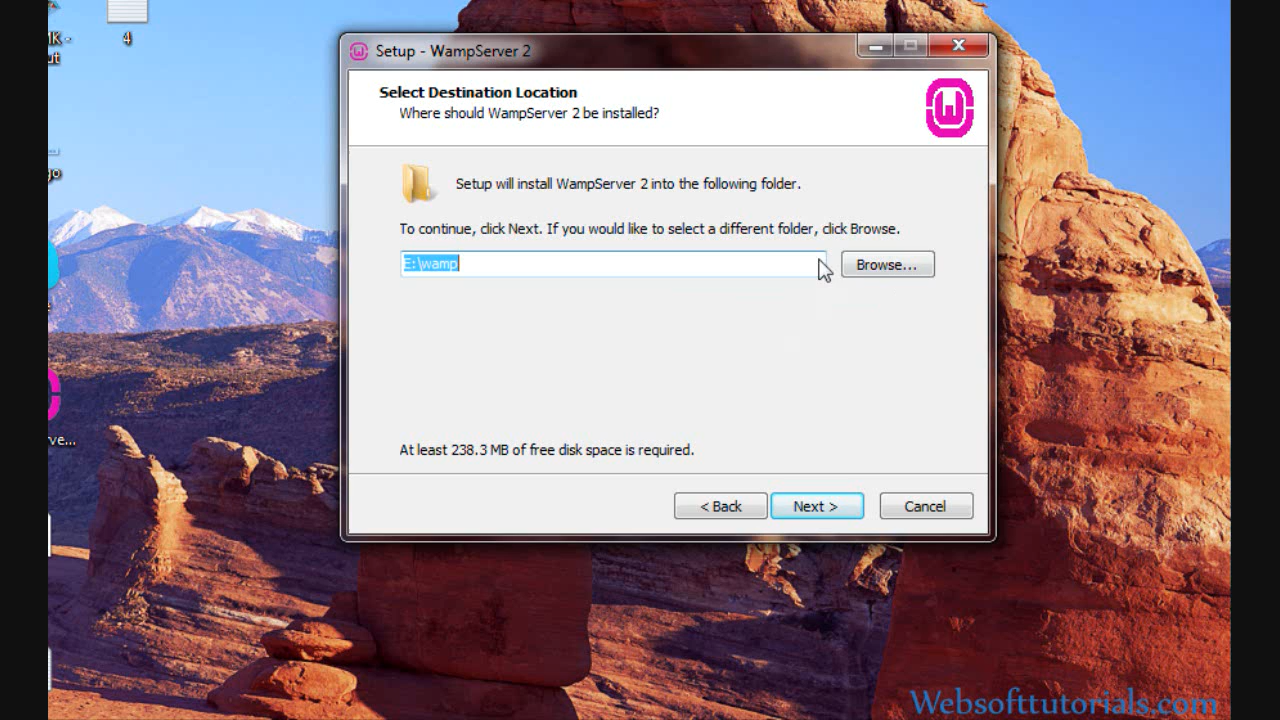 4
Setup - WampServer 2
Select Destination Location
Where should WampServer 2 be installed?
Setup will install WampServer 2 into the following folder.
To continue, click Next. If you would like to select a different folder, click Browse.
E:\wamp
Browse...
At least 238.3 MB of free disk space is required.
< Back
Next >
Cancel
Websofttutorials.com